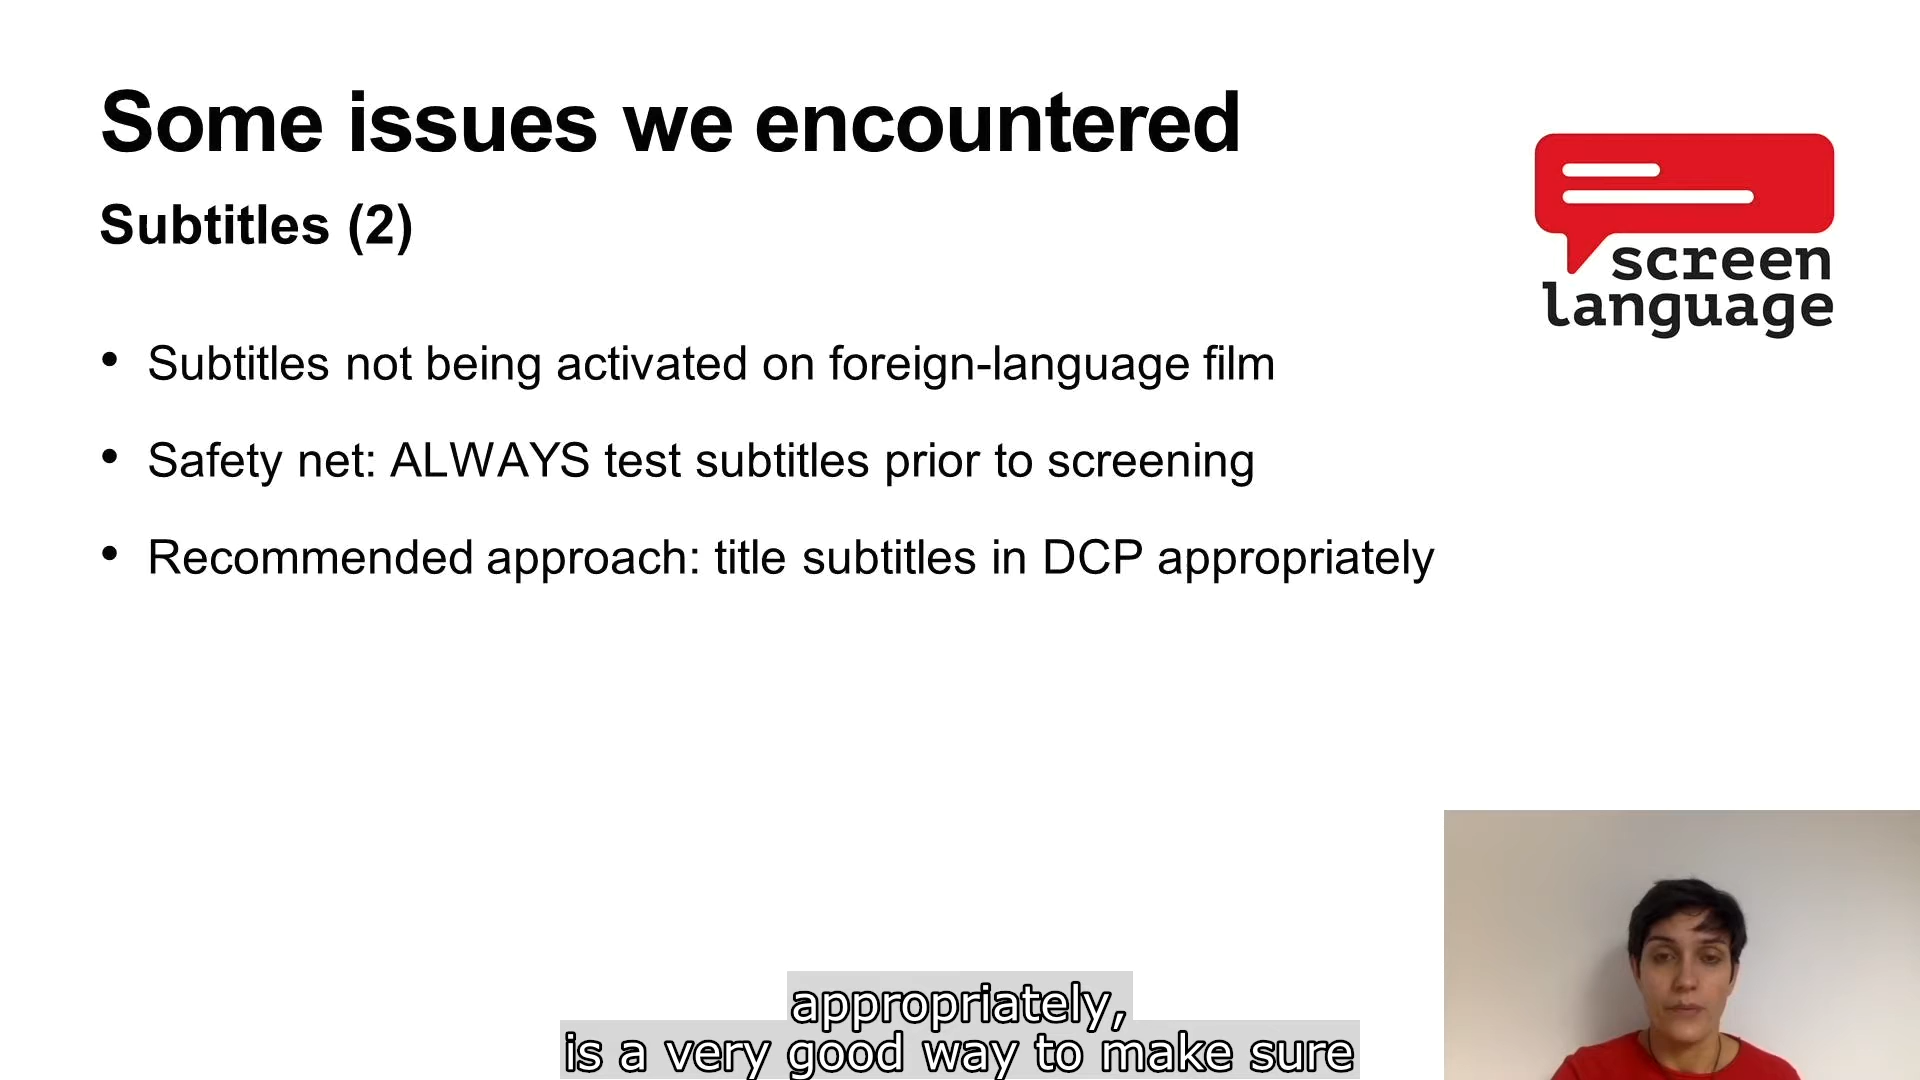 Some issues we encountered
Subtitles (2)
screen
language
• Subtitles not being activated on foreign-language film
• Safety net: ALWAYS test subtitles prior to screening
• Recommended approach: title subtitles in DCP appropriately
appropriately,
is a very good way to make sure